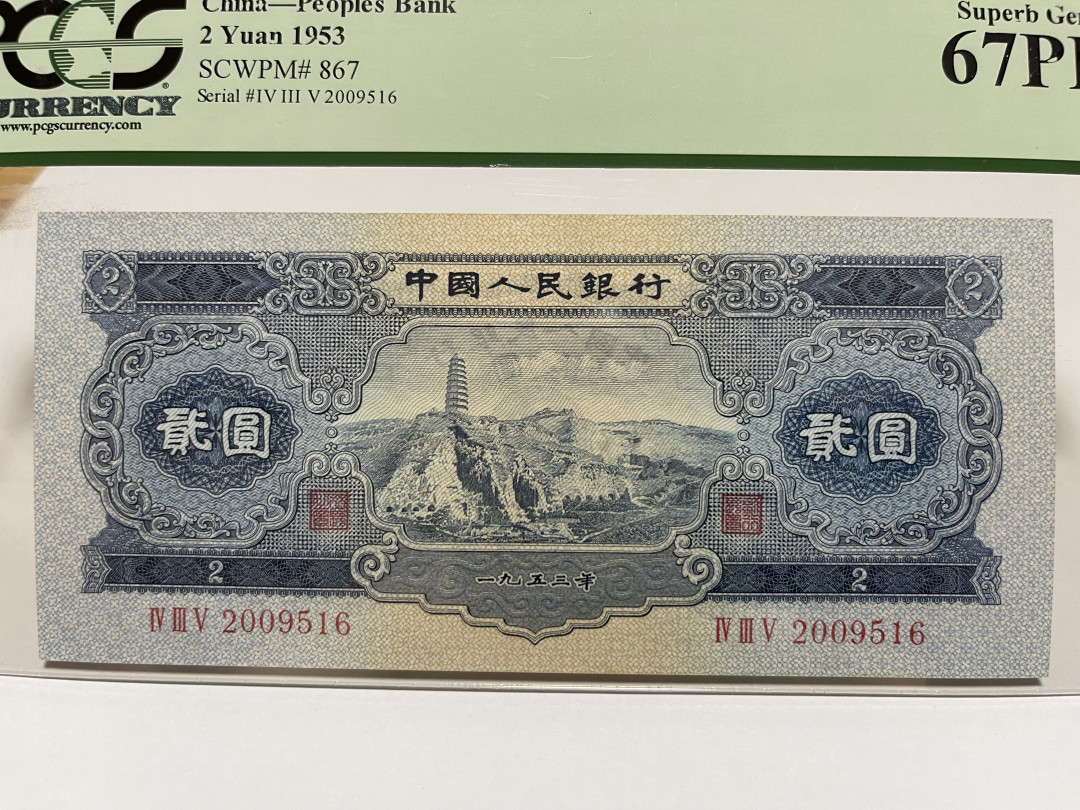 China—Peoples Bank
2 Yuan 1953
SCWPM# 867
Serial #IV III V 2009516
CURRENCY
www.pcgscurrency.com
Superb Ge
67PP
中國人民銀行
2
2
貳圓
貳圓
一九五三年
2
2
IV III V 2009516
IV III V 2009516